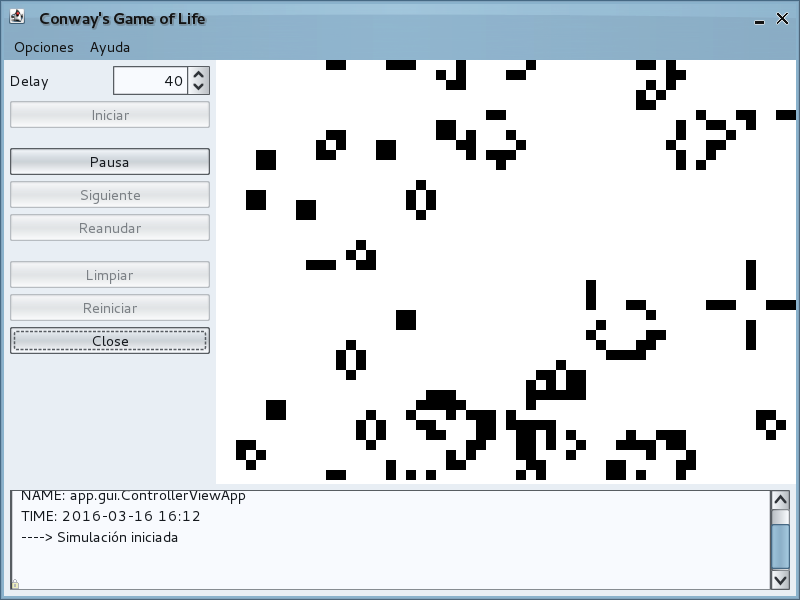 Conway's Game of Life
Opciones Ayuda
Delay 40
Iniciar
Pausa
Siguiente
Reanudar
Limpiar
Reiniciar
Close
NAME: app.gui.ControllerViewApp
TIME: 2016-03-16 16:12
----> Simulación iniciada